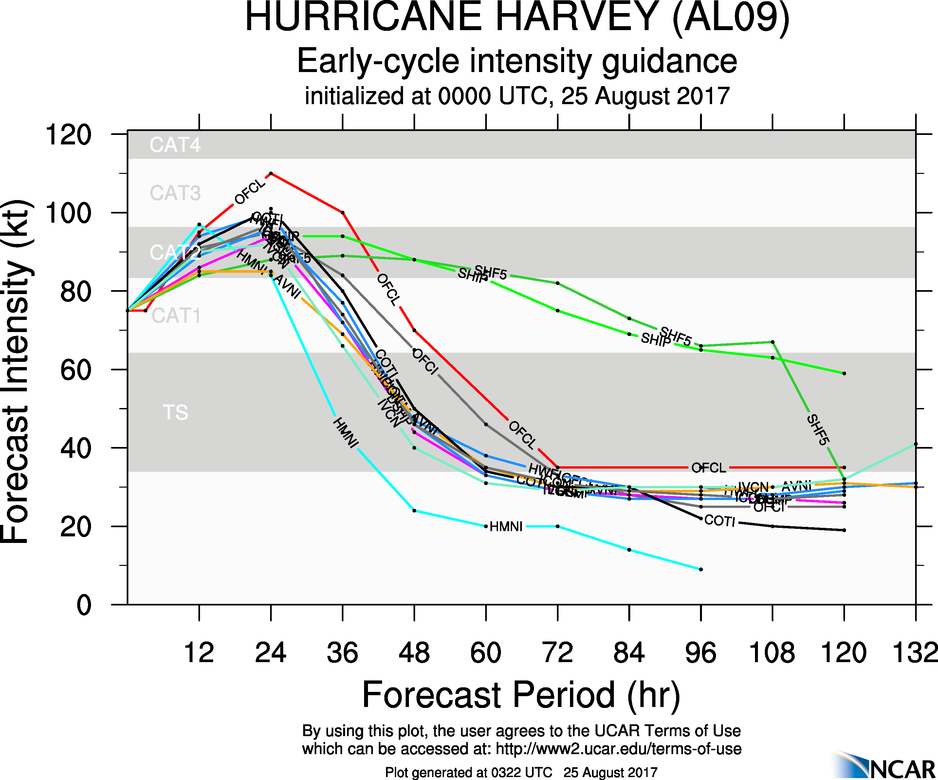 HURRICANE HARVEY (AL09)
Early-cycle intensity guidance
initialized at 0000 UTC, 25 August 2017
Forecast Intensity (kt)
120
100
80
60
40
20
0
CAT4
CAT3
CAT1
TS
OFCL
COTI
HMNI
AVNI
OFCL
SHIP
SHF5
OFCI
COTI
AVNI
IVCN
HMNI
OFCL
SHIP
SHF5
SHF5
OFCL
IVCN
AVNI
OFCI
COTI
HMNI
12 24 36 48 60 72 84 96 108 120 132
Forecast Period (hr)
By using this plot, the user agrees to the UCAR Terms of Use
which can be accessed at: http://www2.ucar.edu/terms-of-use
Plot generated at 0322 UTC 25 August 2017
NCAR